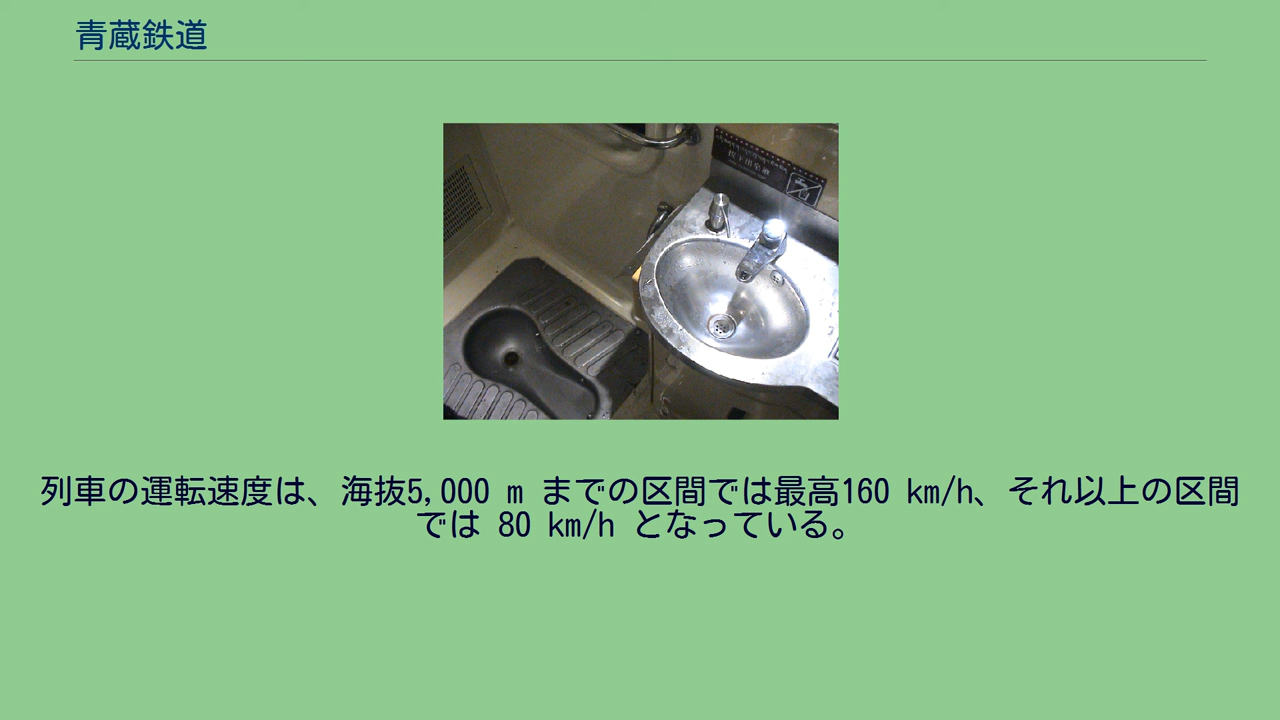 青蔵鉄道
列車の運転速度は、海抜5,000 m までの区間では最高160 km/h、それ以上の区間
では 80 km/h となっている。